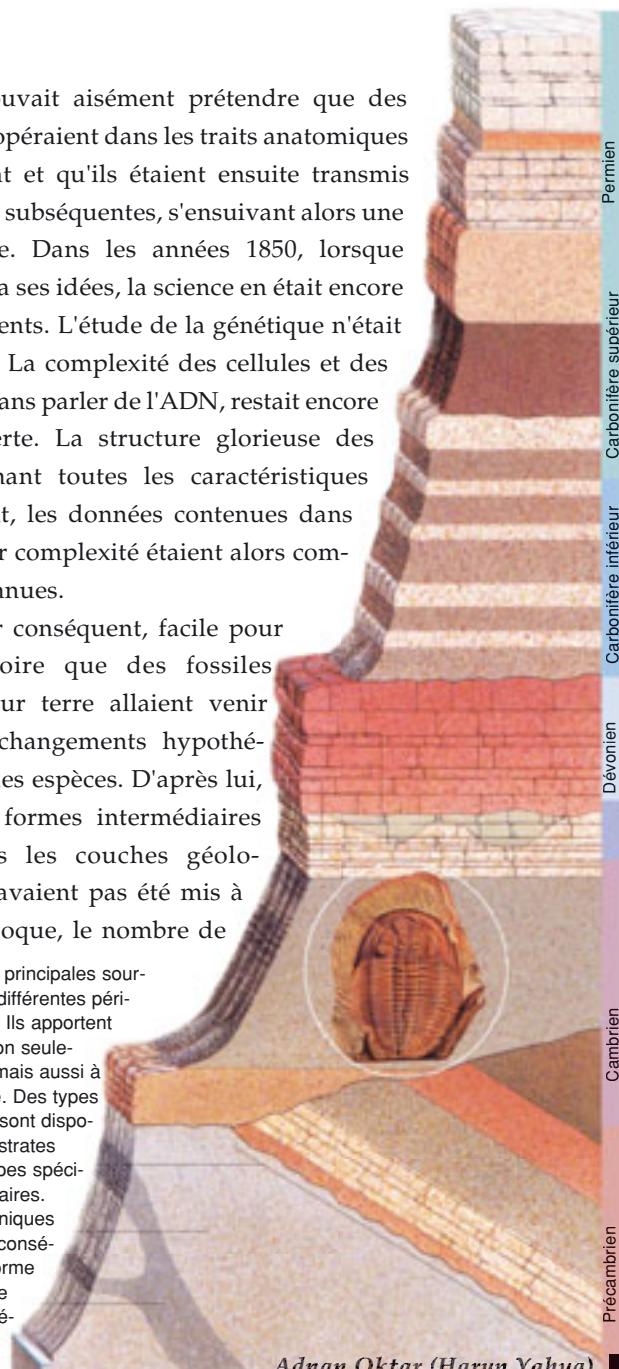 ouvait aisément prétendre que des
opéraient dans les traits anatomiques
nt et qu'ils étaient ensuite transmis
subséquentes, s'ensuivant alors une
e. Dans les années 1850, lorsque
a ses idées, la science en était encore
ents. L'étude de la génétique n'était
La complexité des cellules et des
ans parler de l'ADN, restait encore
erte. La structure glorieuse des
nant toutes les caractéristiques
t, les données contenues dans
r complexité étaient alors com-
nnues.
r conséquent, facile pour
oire que des fossiles
ur terre allaient venir
changements hypothé-
les espèces. D'après lui,
formes intermédiaires
s les couches géolo-
avaient pas été mis à
oque, le nombre de
principales sour-
différentes péri-
Ils apportent
on seule-
mais aussi à
e. Des types
sont dispo-
strates
pes spéci-
aires.
niques
consé-
orme
e
é-
Permien
Carbonifère supérieur
Carbonifère inférieur
Dévonien
Cambrien
Précambrien
Adnan Oktar (Harun Yahya)